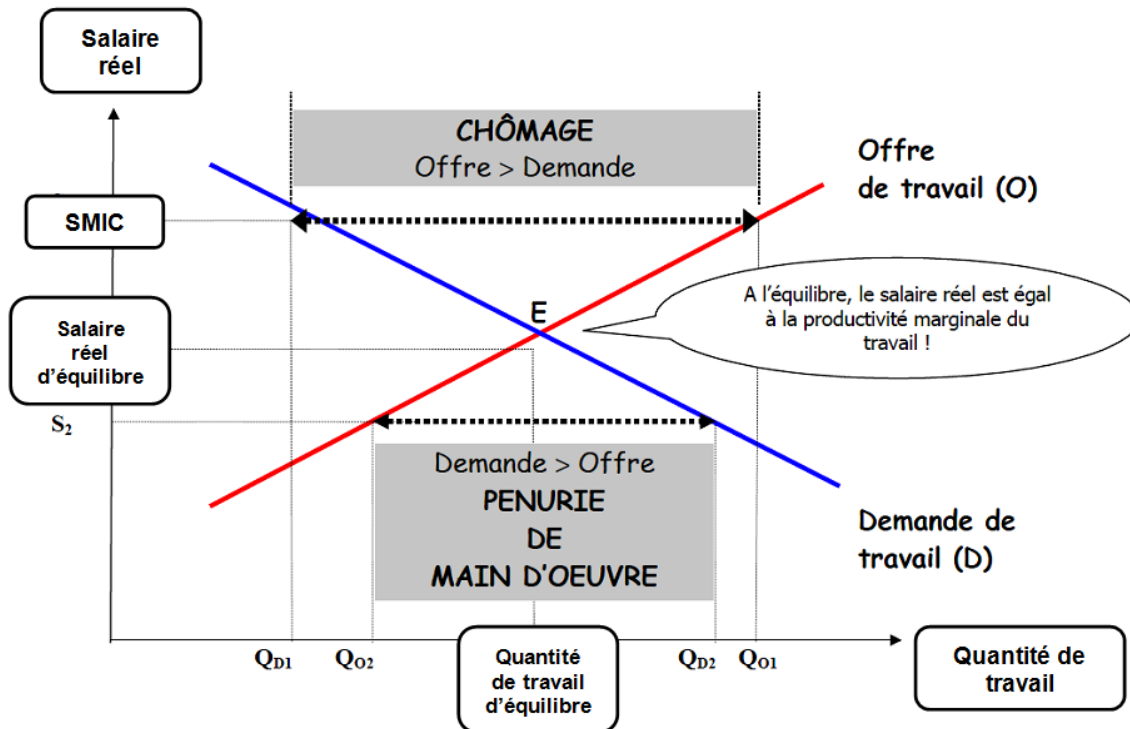 Salaire
réel
CHÔMAGE
Offre > Demande
Offre
de travail (O)
SMIC
A l'équilibre, le salaire réel est égal
à la productivité marginale du
travail !
E
Salaire
réel
d'équilibre
S2
Demande > Offre
PENURIE
DE
MAIN D'OEUVRE
Demande de
travail (D)
QD1
QO2
Quantité
de travail
d'équilibre
QD2
QO1
Quantité de
travail